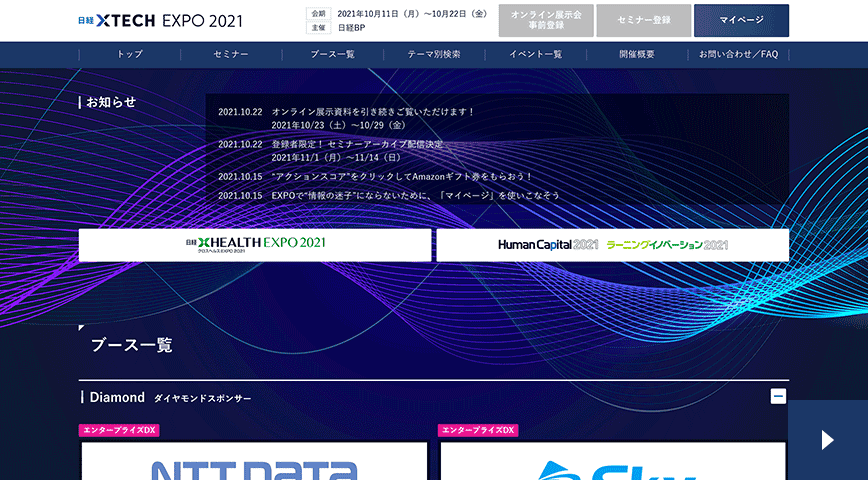 日経 XTECH EXPO 2021
会期 2021年10月11日（月）～10月22日（金）
主催 日経BP
オンライン展示会
事前登録
セミナー登録
マイページ
トップ
セミナー
ブース一覧
テーマ別検索
イベント一覧
開催概要
お問い合わせ／FAQ
お知らせ
2021.10.22 オンライン展示資料を引き続きご覧いただけます！
2021年10/23（土）～10/29（金）
2021.10.22 登録者限定！ セミナーアーカイブ配信決定
2021年11/1（月）～11/14（日）
2021.10.15 “アクションスコア”をクリックしてAmazonギフト券をもらおう！
2021.10.15 EXPOで“情報の迷子”にならないために、「マイページ」を使いこなそう
日経 XHEALTH EXPO 2021
クロスヘルス EXPO 2021
Human Capital 2021 ラーニングイノベーション2021
ブース一覧
Diamond ダイヤモンドスポンサー
エンタープライズDX
エンタープライズDX
NTT DATA
Sky